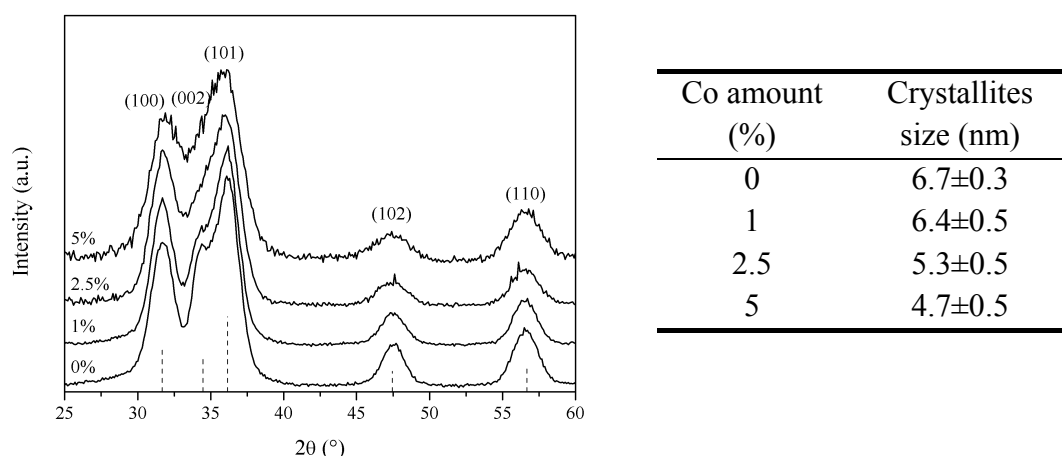 (101)
(100)
(002)
(102)
(110)
5%
2.5%
1%
0%
Intensity (a.u.)
25 30 35 40 45 50 55 60
2θ (°)
Co amount Crystallites
(%) size (nm)
0 6.7±0.3
1 6.4±0.5
2.5 5.3±0.5
5 4.7±0.5